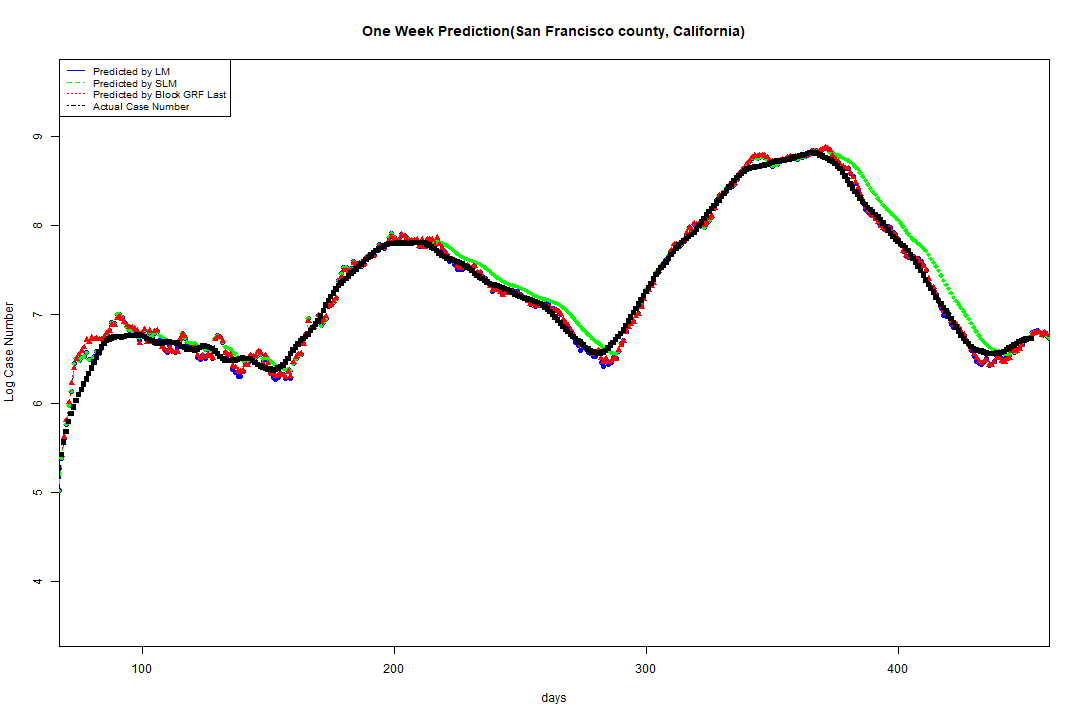 One Week Prediction(San Francisco county, California)
Predicted by LM
Predicted by SLM
Predicted by Block GRF Last
Actual Case Number
9
8
7
6
5
4
Log Case Number
100 200 300 400
days